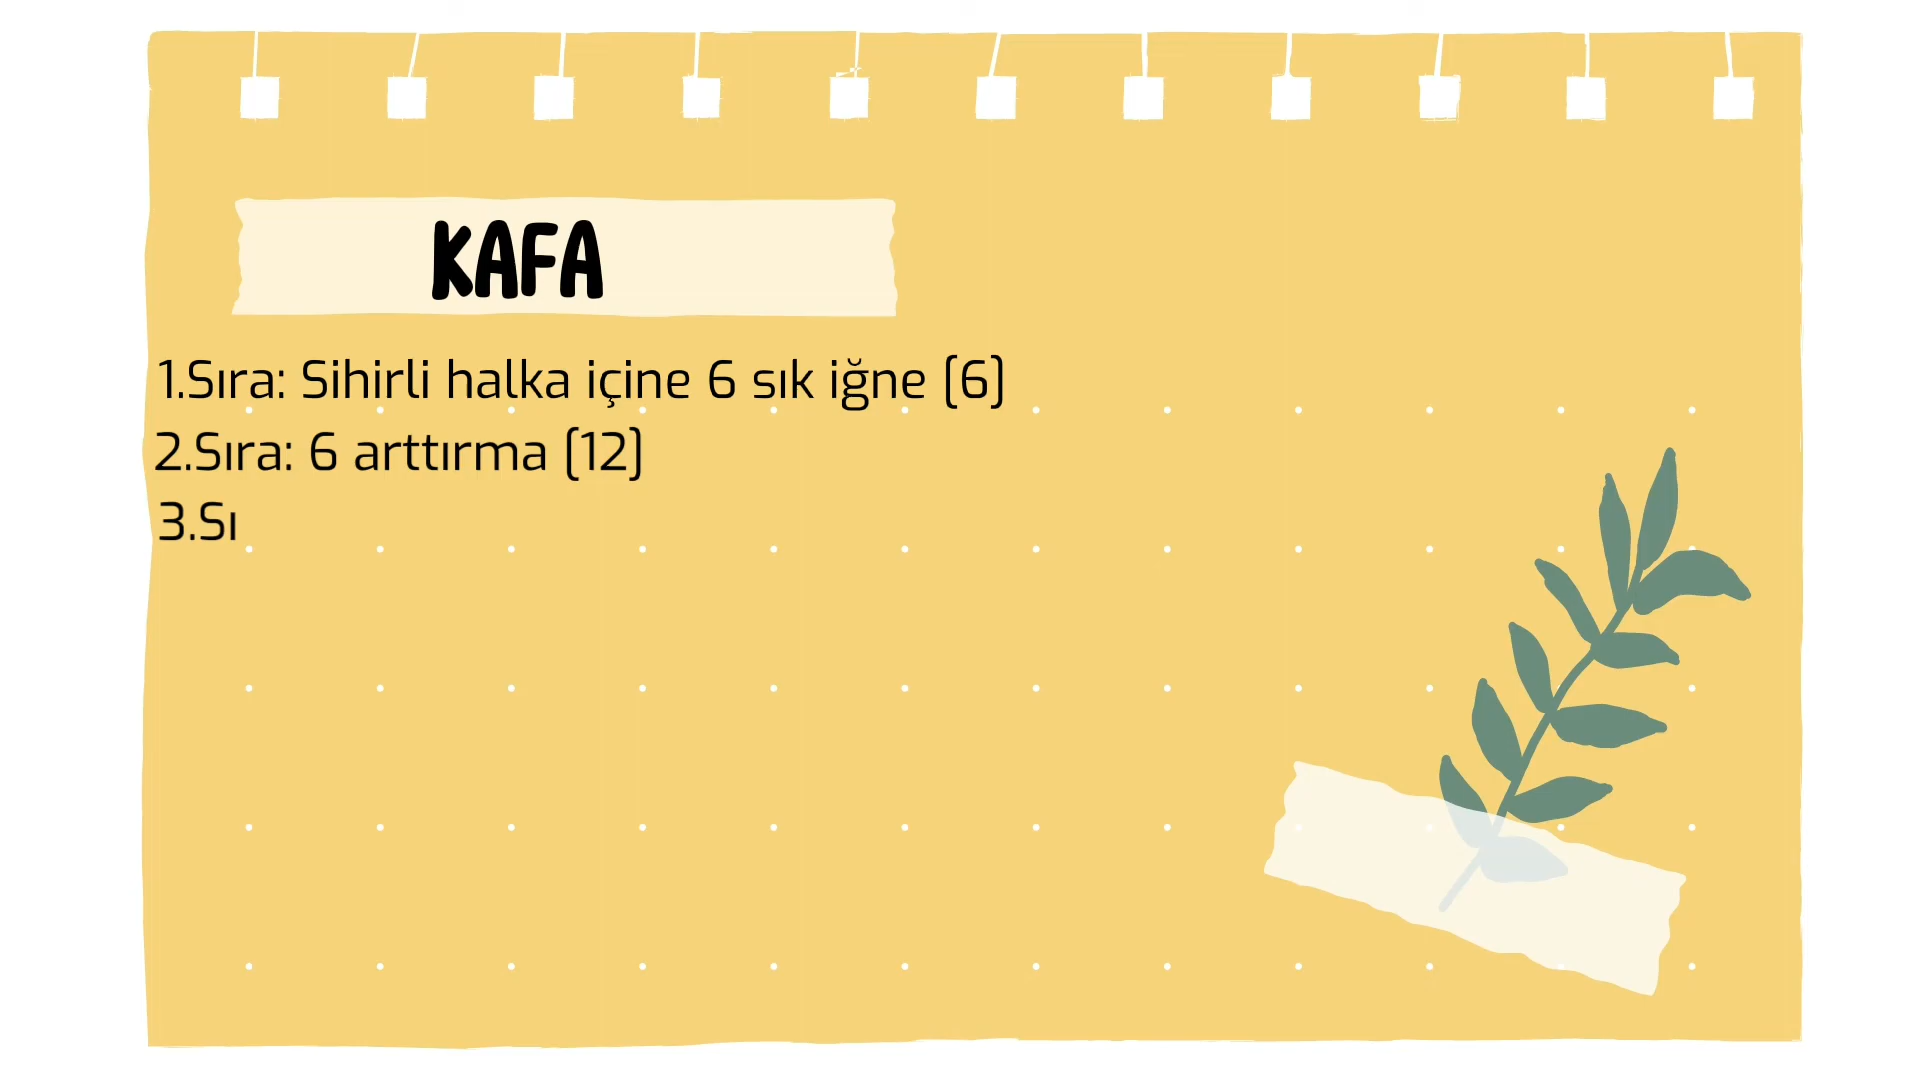 KAFA
1.Sıra: Sihirli halka içine 6 sık iğne (6)
2.Sıra: 6 arttırma (12)
3.Sı